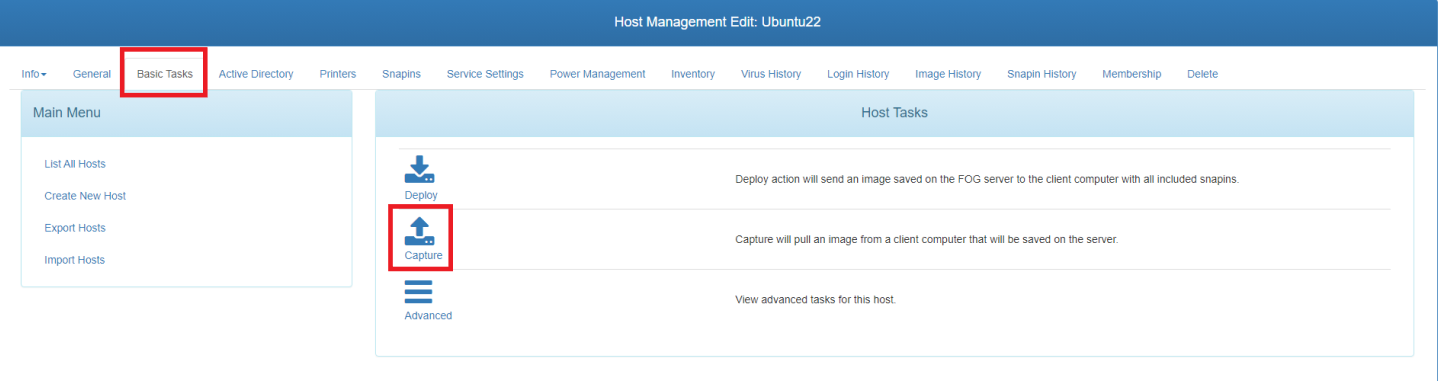 Host Management Edit: Ubuntu22
Info General Basic Tasks Active Directory Printers Snapins Service Settings Power Management Inventory Virus History Login History Image History Snapin History Membership Delete
Main Menu
List All Hosts
Create New Host
Export Hosts
Import Hosts
Host Tasks
Deploy
Deploy action will send an image saved on the FOG server to the client computer with all included snapins.
Capture
Capture will pull an image from a client computer that will be saved on the server.
Advanced
View advanced tasks for this host.